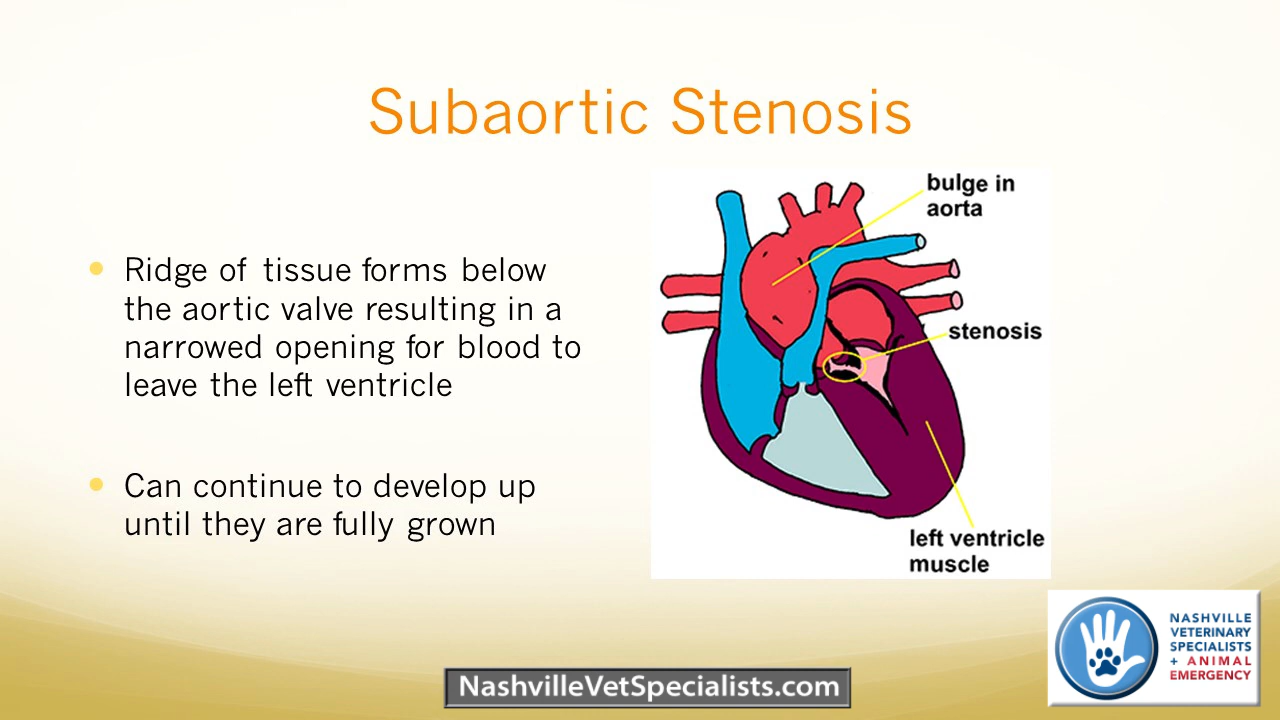 Subaortic Stenosis
Ridge of tissue forms below
the aortic valve resulting in a
narrowed opening for blood to
leave the left ventricle
Can continue to develop up
until they are fully grown
bulge in
aorta
stenosis
left ventricle
muscle
NASHVILLE
VETERINARY
SPECIALISTS
+ ANIMAL
EMERGENCY
NashvilleVetSpecialists.com